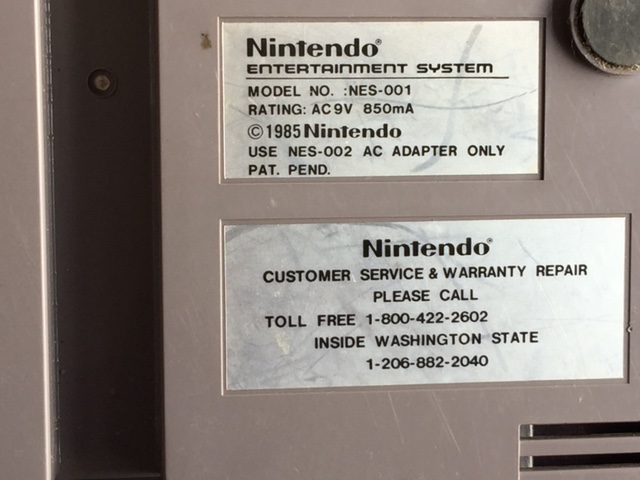 Nintendo®
ENTERTAINMENT SYSTEM
MODEL NO. :NES-001
RATING: AC9V 850mA
©1985 Nintendo
USE NES-002 AC ADAPTER ONLY
PAT. PEND.
Nintendo®
CUSTOMER SERVICE & WARRANTY REPAIR
PLEASE CALL
TOLL FREE 1-800-422-2602
INSIDE WASHINGTON STATE
1-206-882-2040